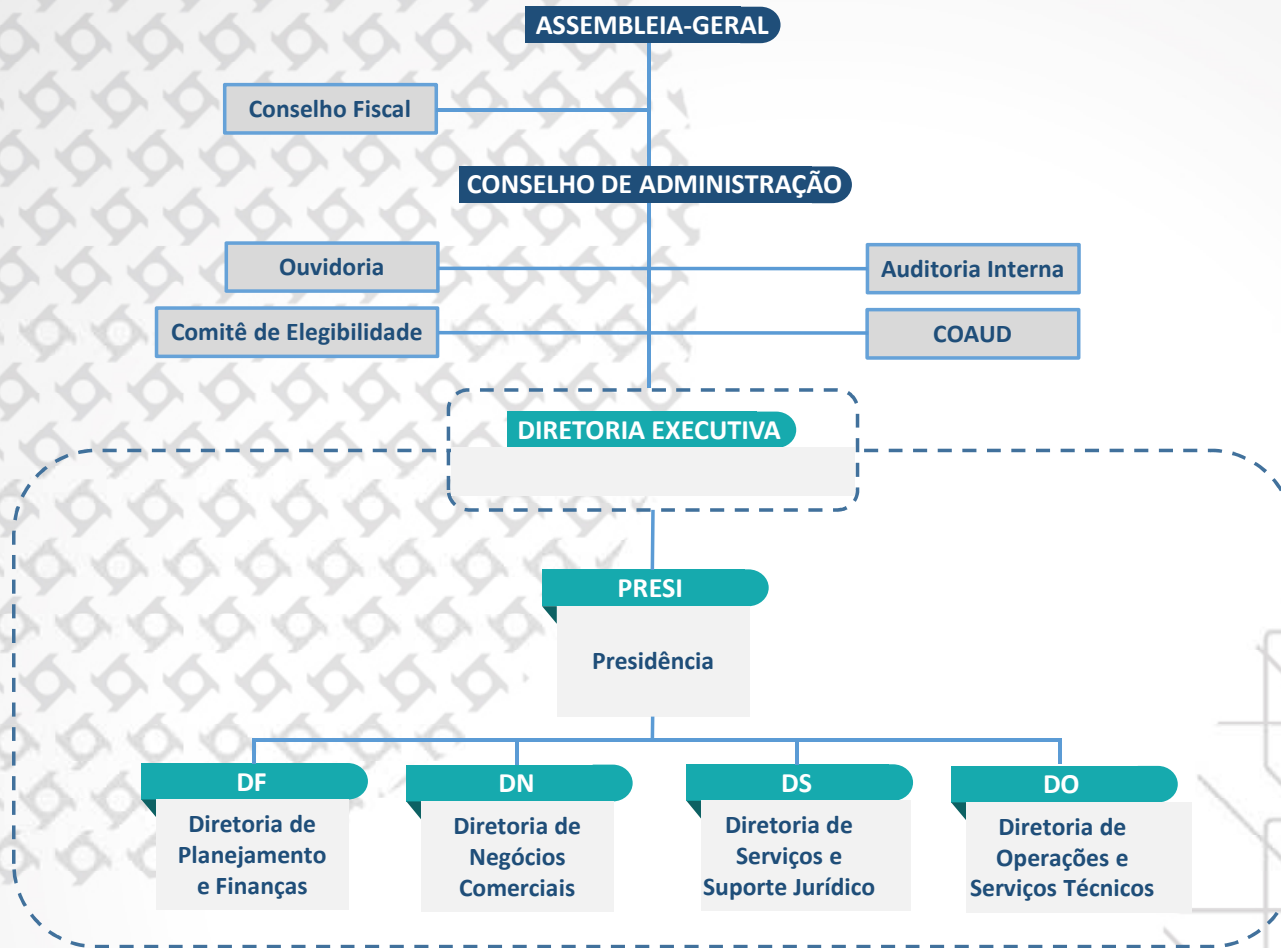 ASSEMBLEIA-GERAL
Conselho Fiscal
CONSELHO DE ADMINISTRAÇÃO
Ouvidoria
Auditoria Interna
Comitê de Elegibilidade
COAUD
DIRETORIA EXECUTIVA
PRESI
Presidência
DF
Diretoria de
Planejamento
e Finanças
DN
Diretoria de
Negócios
Comerciais
DS
Diretoria de
Serviços e
Suporte Jurídico
DO
Diretoria de
Operações e
Serviços Técnicos